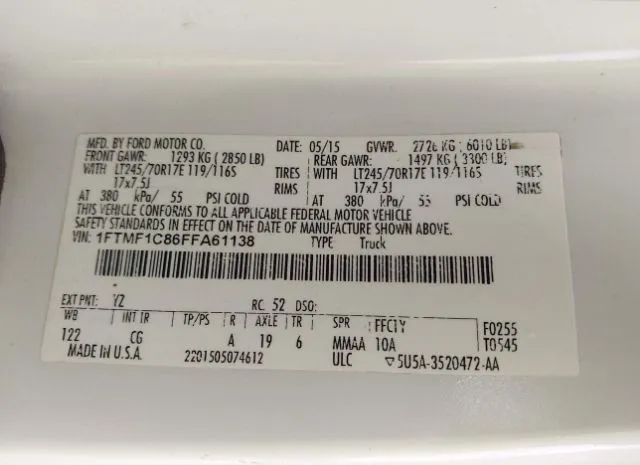 MFD. BY FORD MOTOR CO. DATE: 05/15 GVWR: 2726 KG ( 6010 LB)
FRONT GAWR: 1293 KG ( 2850 LB) REAR GAWR: 1497 KG ( 3300 LB)
WITH LT245/70R17E 119/116S TIRES WITH LT245/70R17E 119/116S TIRES
17x7.5J RIMS 17x7.5J RIMS
AT 380 kPa/ 55 PSI COLD AT 380 kPa/ 55 PSI COLD
THIS VEHICLE CONFORMS TO ALL APPLICABLE FEDERAL MOTOR VEHICLE
SAFETY STANDARDS IN EFFECT ON THE DATE OF MANUFACTURE SHOWN ABOVE.
VIN: 1FTMF1C86FFA61138 TYPE: Truck
EXT PNT: YZ RC: 52 DSO:
WB INT TR TP/PS R AXLE TR SPR FFC1Y F0255
122 CG A 19 6 MMAA 10A T0545
MADE IN U.S.A. 2201505074612 ULC ▽5U5A-3520472-AA